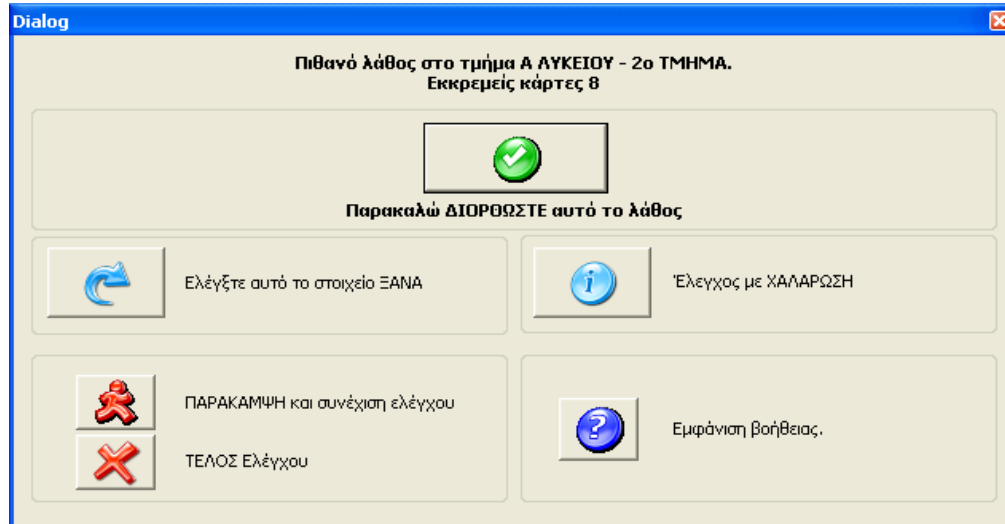 Dialog
Πιθανό λάθος στο τμήμα Α ΛΥΚΕΙΟΥ - 2ο ΤΜΗΜΑ.
Εκκρεμείς κάρτες 8
Παρακαλώ ΔΙΟΡΘΩΣΤΕ αυτό το λάθος
Ελέγξτε αυτό το στοιχείο ΞΑΝΑ
Έλεγχος με ΧΑΛΑΡΩΣΗ
ΠΑΡΑΚΑΜΨΗ και συνέχιση ελέγχου
ΤΕΛΟΣ Ελέγχου
Εμφάνιση βοήθειας.